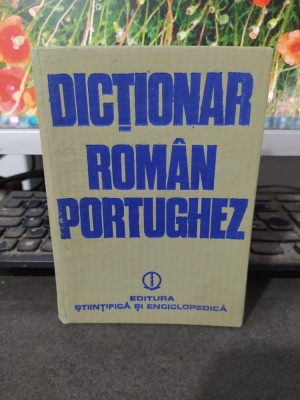 DICȚIONAR
ROMÂN
PORTUGHEZ
EDITURA
ȘTIINȚIFICĂ ȘI ENCICLOPEDICĂ